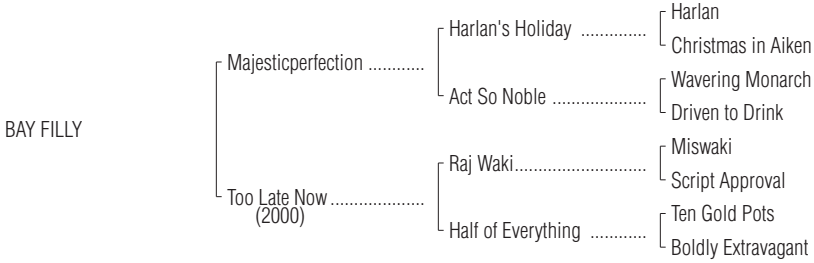 Harlan
Harlan's Holiday ..............
Christmas in Aiken
Majesticperfection ............
Wavering Monarch
Act So Noble ....................
Driven to Drink
BAY FILLY
Miswaki
Raj Waki............................
Script Approval
Too Late Now ....................
(2000)
Ten Gold Pots
Half of Everything ............
Boldly Extravagant